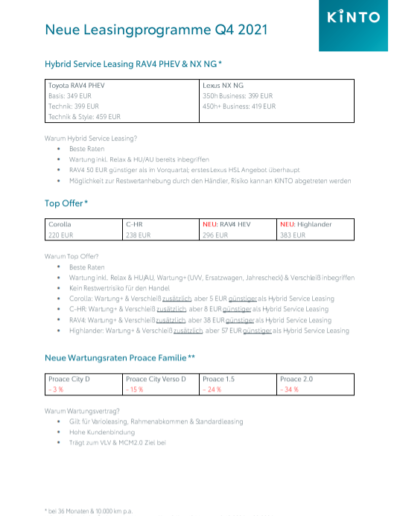 Neue Leasingprogramme Q4 2021
KINTO
Hybrid Service Leasing RAV4 PHEV & NX NG*
Toyota RAV4 PHEV
Lexus NX NG
Basis: 349 EUR
350h Business: 399 EUR
Technik: 399 EUR
450h+ Business: 419 EUR
Technik & Style: 459 EUR
Warum Hybrid Service Leasing?
• Beste Raten
• Wartung inkl. Relax & HU/AU bereits inbegriffen
• RAV4 50 EUR günstiger als im Vorquartal, erstes Lexus HSL Angebot überhaupt
• Möglichkeit zur Restwertanhebung durch den Händler, Risiko kannan KINTO abgetreten werden
Top Offer*
Corolla
C-HR
NEU: RAV4 HEV
NEU: Highlander
220 EUR
238 EUR
296 EUR
383 EUR
Warum Top Offer?
• Beste Raten
• Wartung inkl. Relax & HU/AU, Wartung+ (UVV, Ersatzwagen, Jahrescheck) & Verschleiß inbegriffen
• Kein Restwertrisiko für den Handel
• Corolla: Wartung+ & Verschleiß zusätzlich, aber 5 EUR günstiger als Hybrid Service Leasing
• C-HR: Wartung+ & Verschleiß zusätzlich, aber 8 EUR günstiger als Hybrid Service Leasing
• RAV4: Wartung+ & Verschleiß zusätzlich, aber 38 EUR günstiger als Hybrid Service Leasing
• Highlander: Wartung+ & Verschleiß zusätzlich, aber 57 EUR günstiger als Hybrid Service Leasing
Neue Wartungsraten Proace Familie**
Proace City D
Proace City Verso D
Proace 1.5
Proace 2.0
- 3 %
- 15 %
- 24 %
- 34 %
Warum Wartungsvertrag?
• Gilt für Varioleasing, Rahmenabkommen & Standardleasing
• Hohe Kundenbindung
• Trägt zum VLV & MCM2.0 Ziel bei
* bei 36 Monaten & 10.000 km p.a.